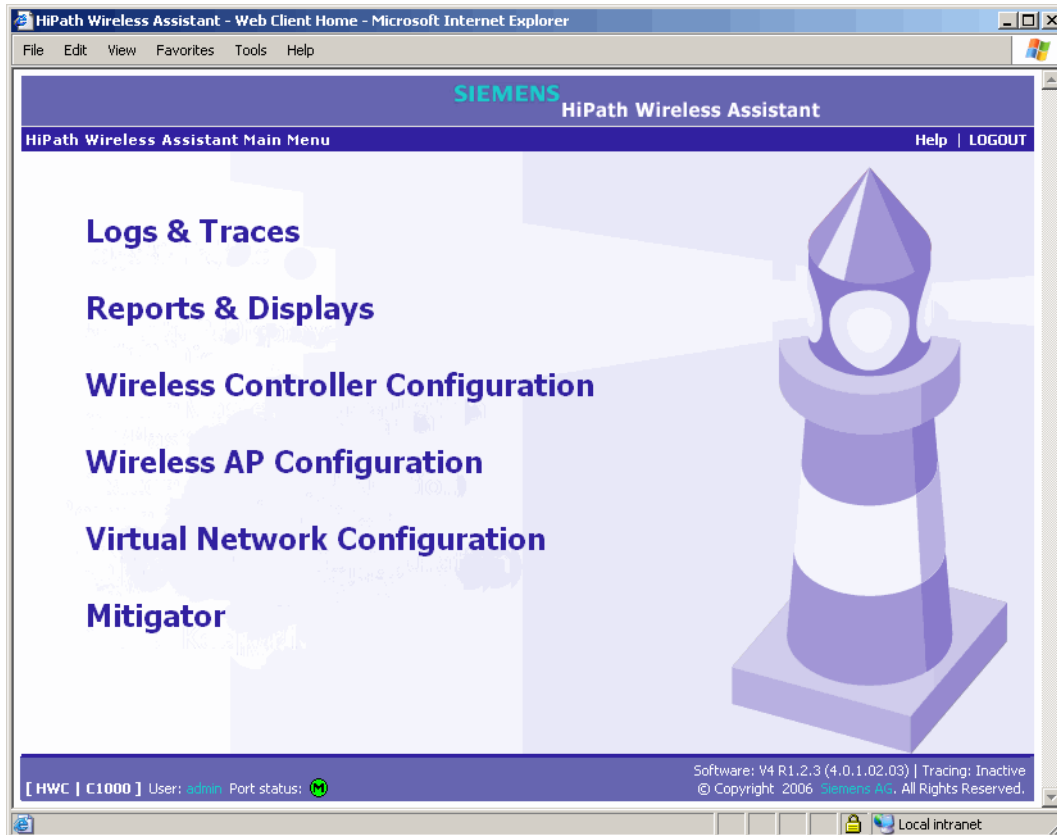 HiPath Wireless Assistant - Web Client Home - Microsoft Internet Explorer
File Edit View Favorites Tools Help
SIEMENS
HiPath Wireless Assistant
HiPath Wireless Assistant Main Menu Help | LOGOUT
Logs & Traces
Reports & Displays
Wireless Controller Configuration
Wireless AP Configuration
Virtual Network Configuration
Mitigator
Software: V4 R1.2.3 (4.0.1.02.03) | Tracing: Inactive
[ HWC | C1000 ] User: admin Port status: M
© Copyright 2006 Siemens AG. All Rights Reserved.
Local intranet